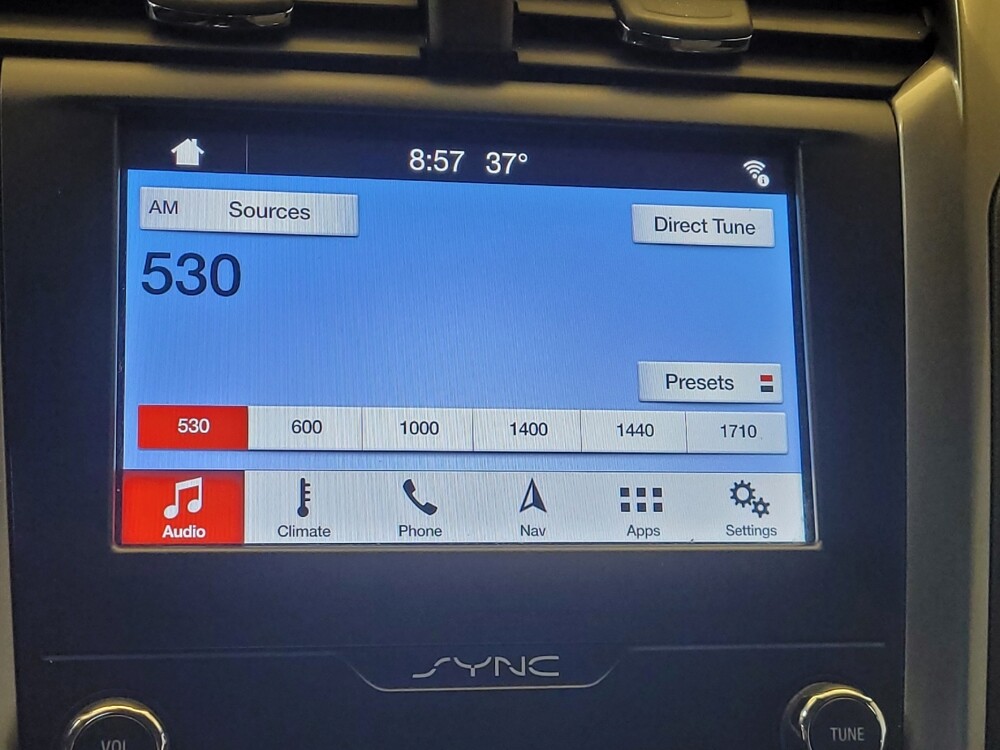 8:57 37°
AM Sources
Direct Tune
530
Presets
530 600 1000 1400 1440 1710
Audio Climate Phone Nav Apps Settings
SYNC
VOL
TUNE